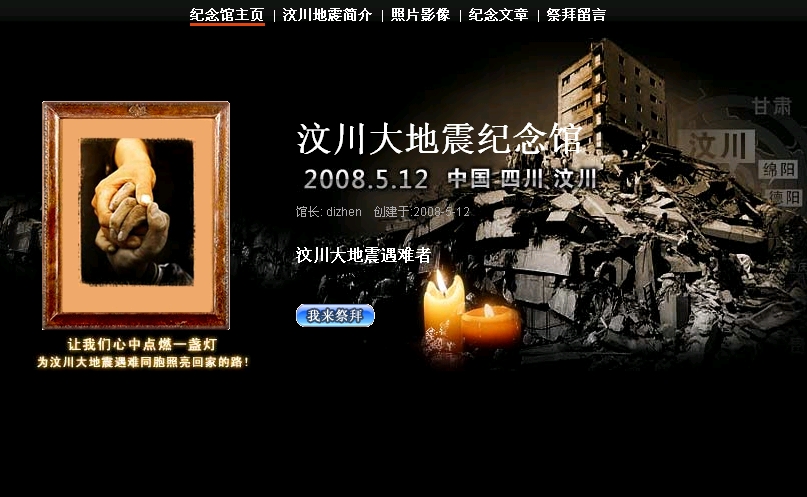 纪念馆主页 | 汶川地震简介 | 照片影像 | 纪念文章 | 祭拜留言
甘肃
汶川
绵阳
德阳
汶川大地震纪念馆
2008.5.12 中国 四川 汶川
馆长: dizhen 创建于:2008-5-12
汶川大地震遇难者
我来祭拜
让我们心中点燃一盏灯
为汶川大地震遇难同胞照亮回家的路!